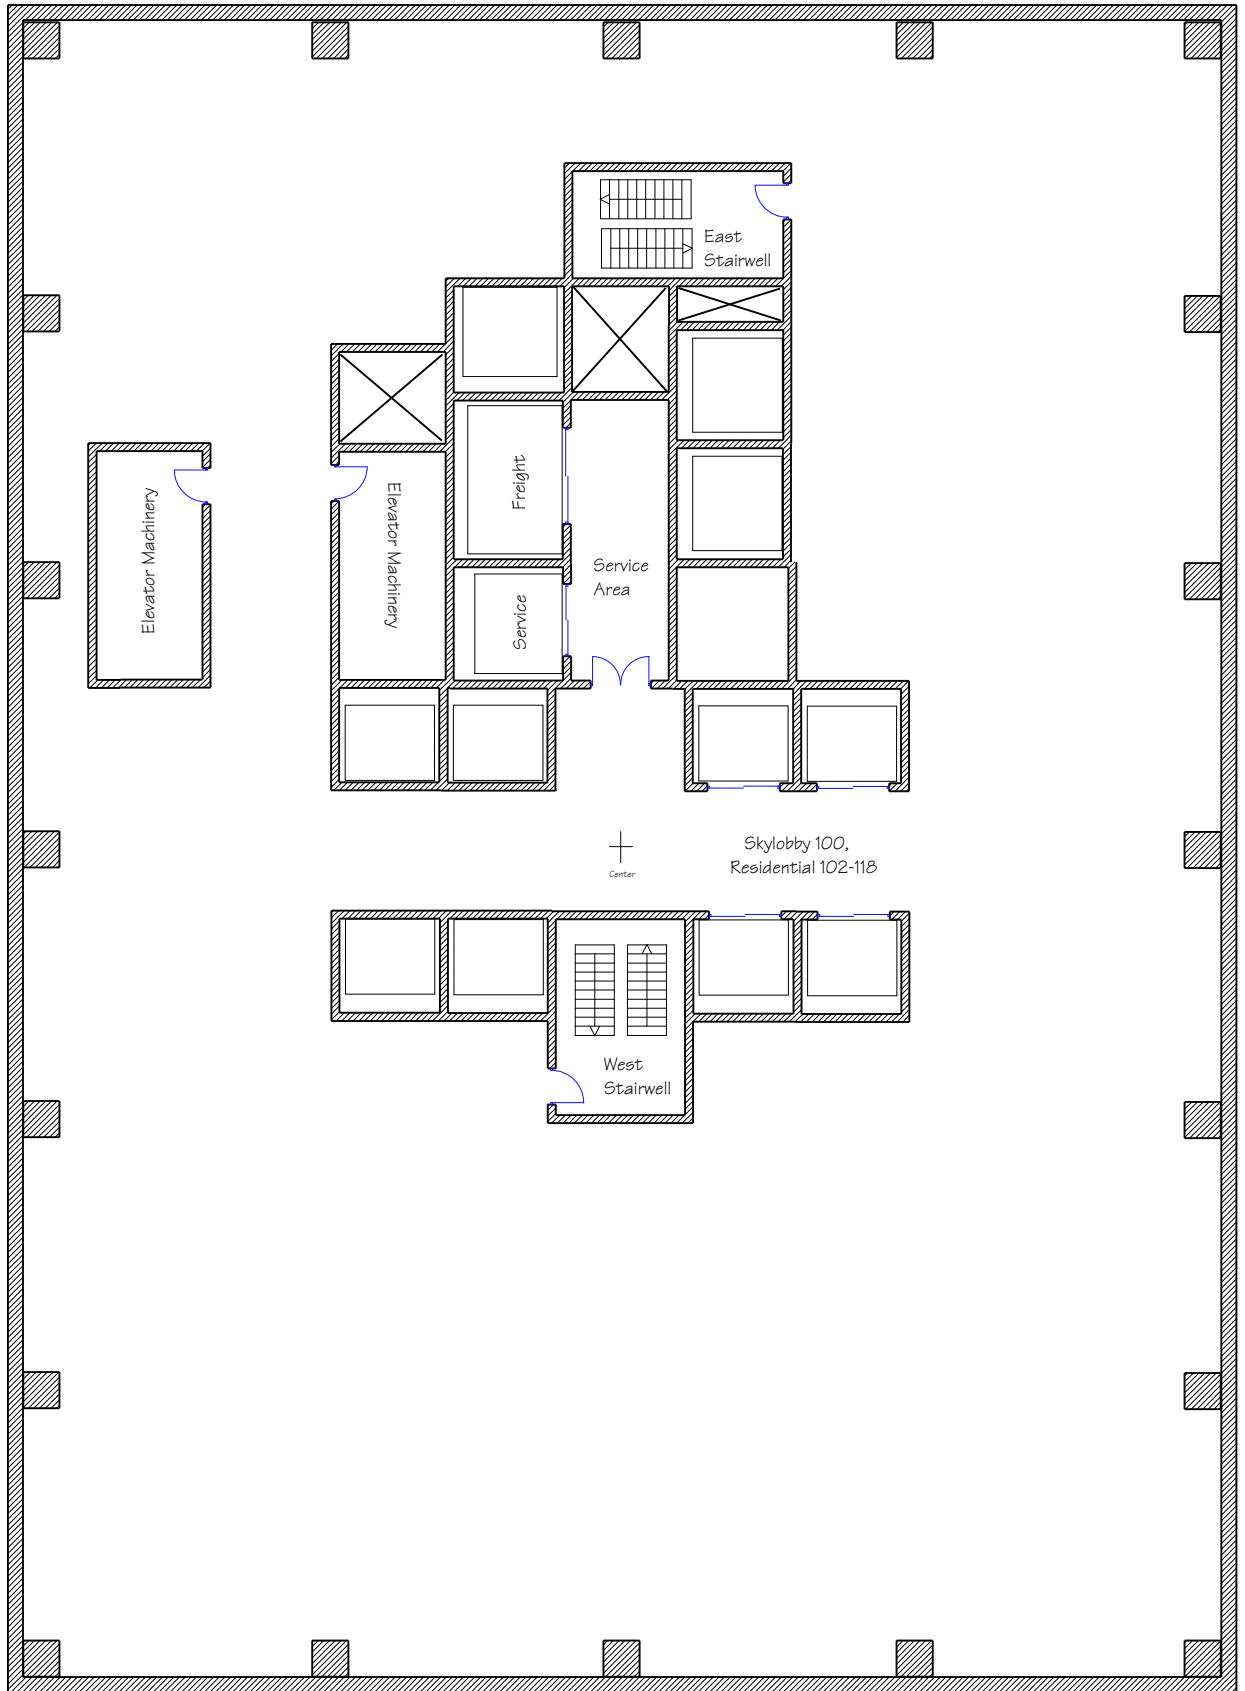 East
Stairwell
Elevator Machinery
Elevator Machinery
Freight
Service
Area
Service
Skylobby 100,
Residential 102-118
Center
West
Stairwell